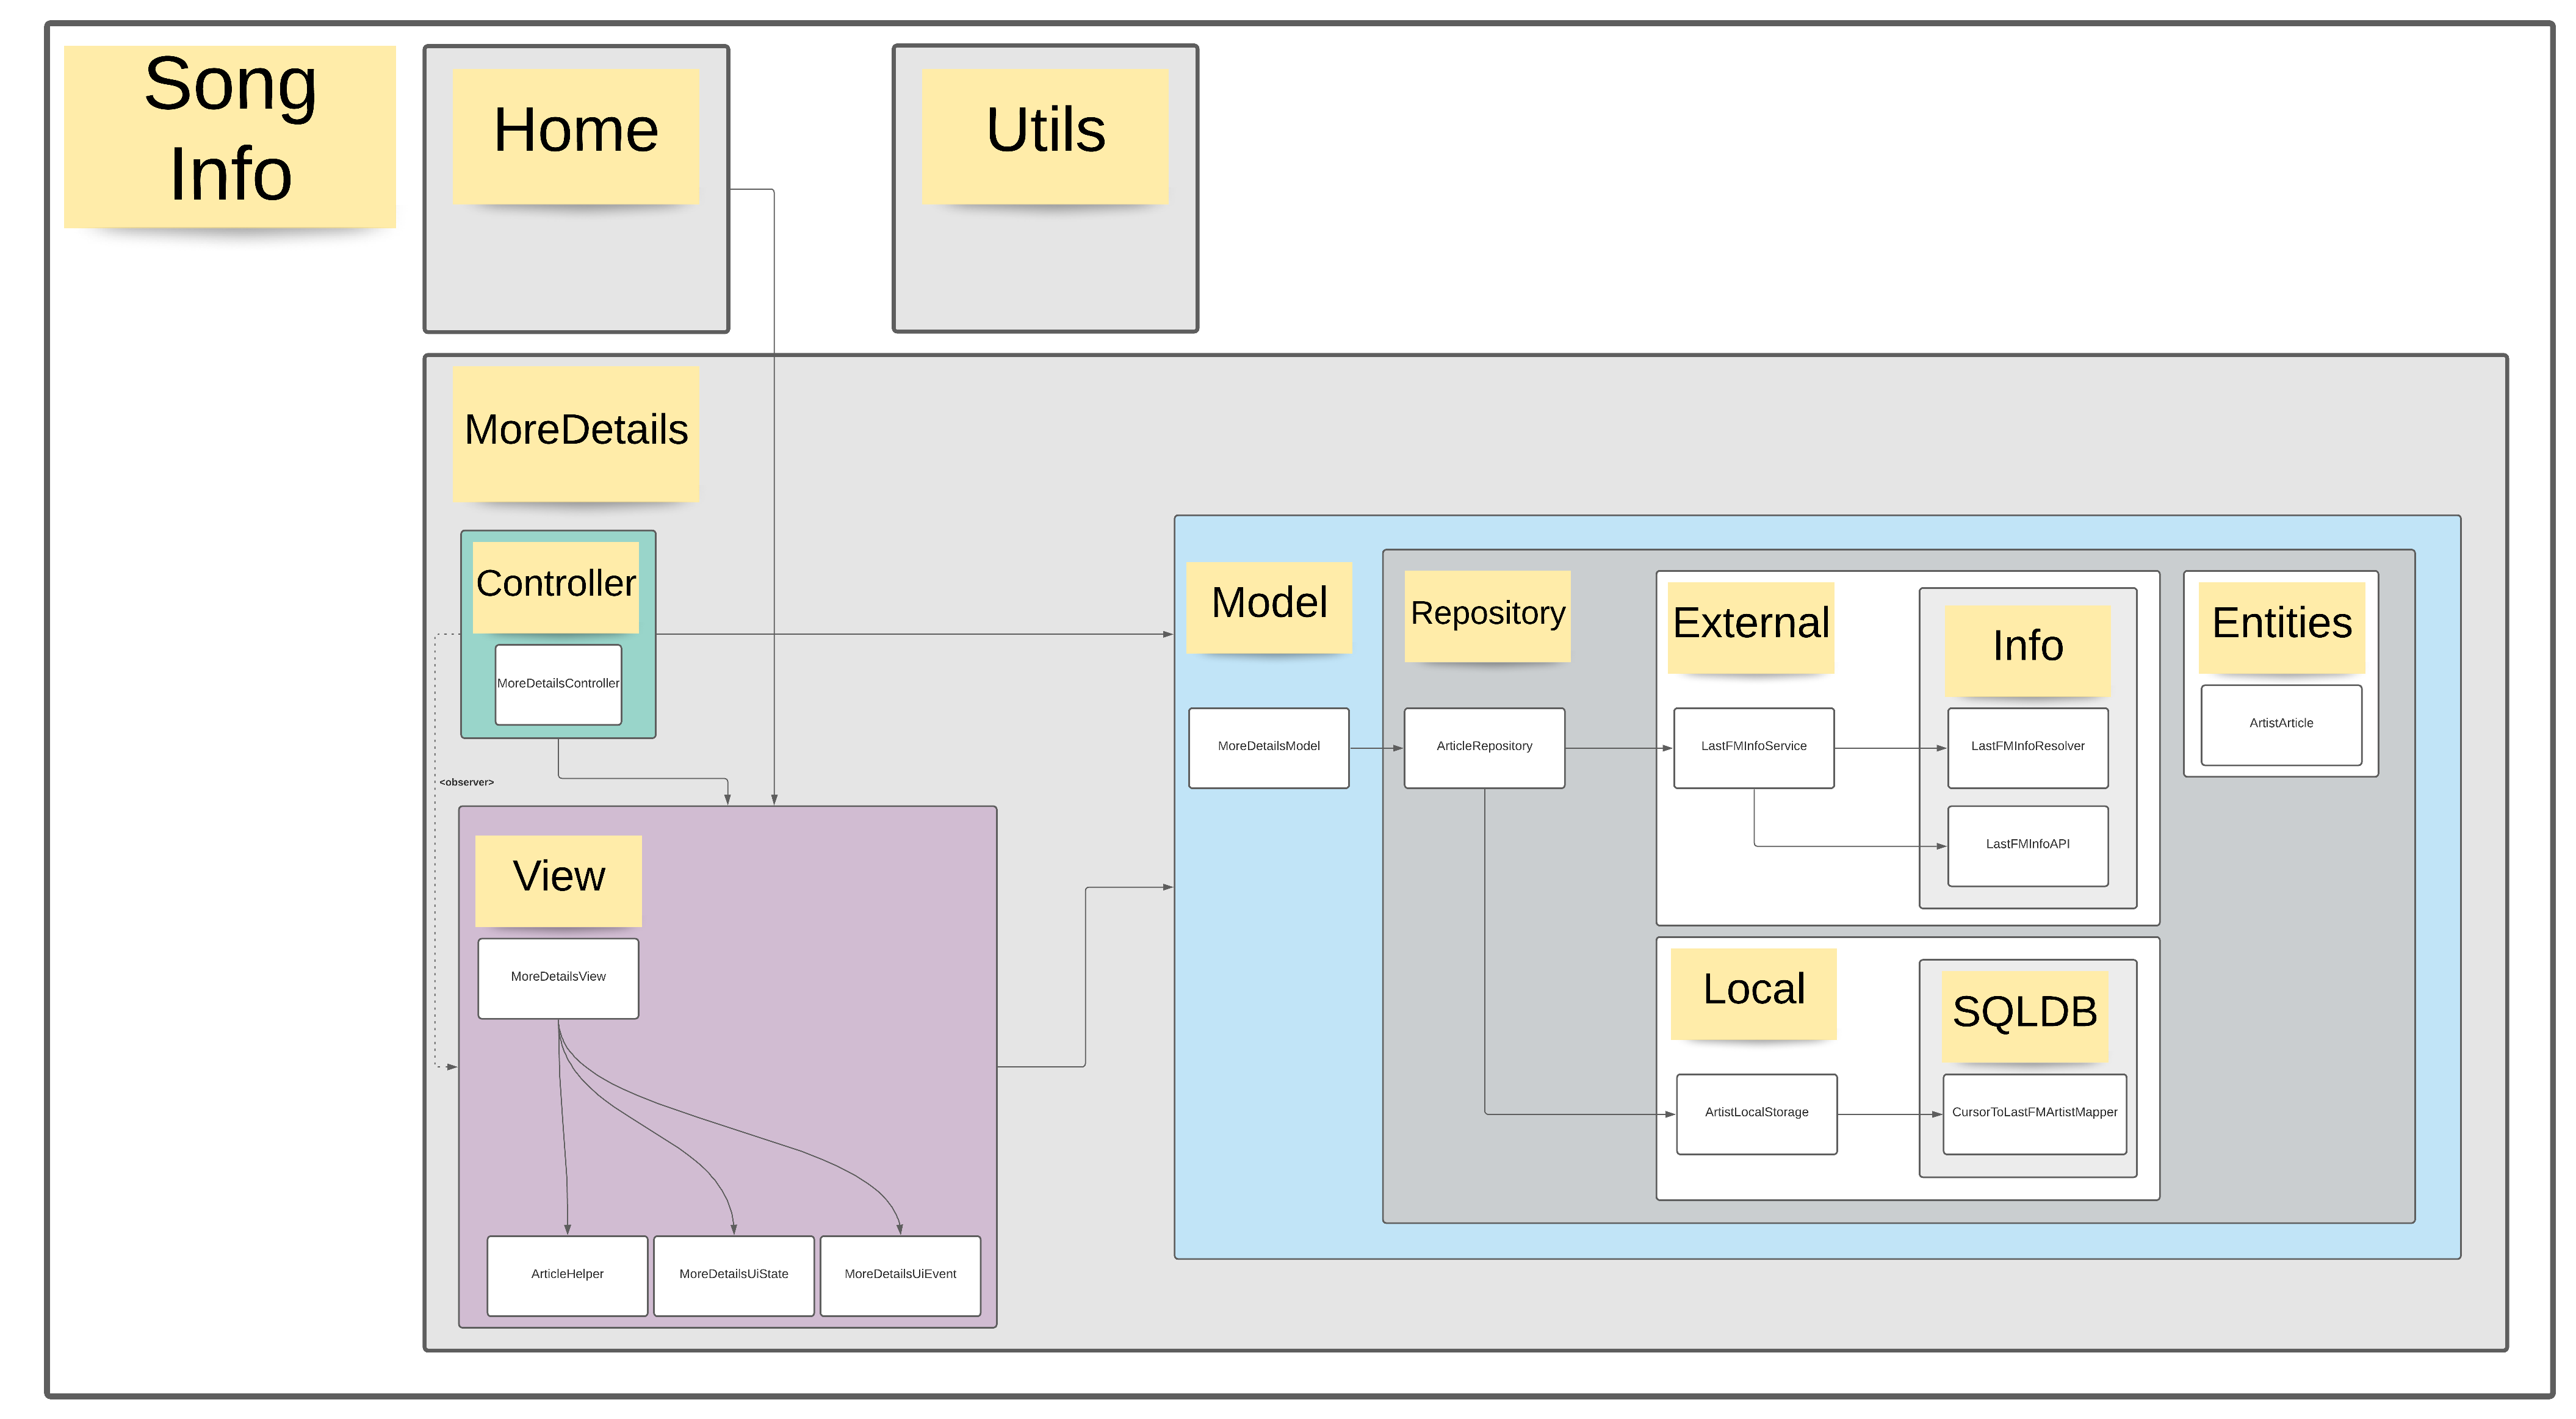 Song
Info
Home
Utils
MoreDetails
Controller
MoreDetailsController
<observer>
View
MoreDetailsView
ArticleHelper
MoreDetailsUiState
MoreDetailsUiEvent
Model
MoreDetailsModel
Repository
ArticleRepository
External
LastFMInfoService
Info
LastFMInfoResolver
LastFMInfoAPI
Entities
ArtistArticle
Local
ArtistLocalStorage
SQLDB
CursorToLastFMArtistMapper